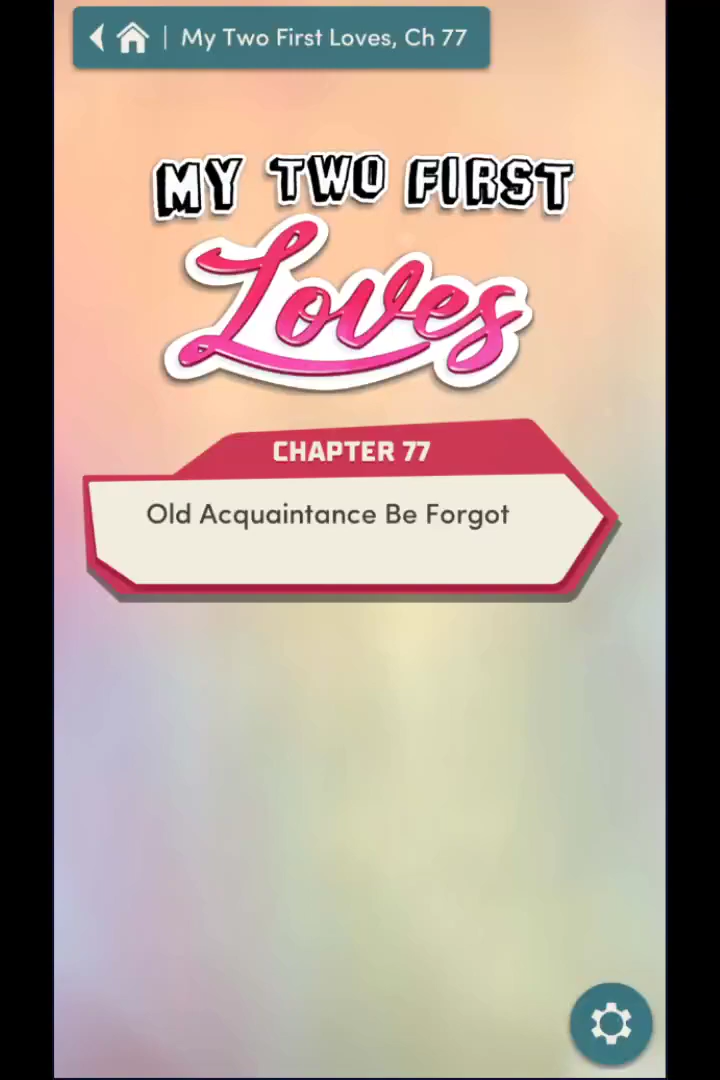 My Two First Loves, Ch 77
MY TWO FIRST
Loves
CHAPTER 77
Old Acquaintance Be Forgot